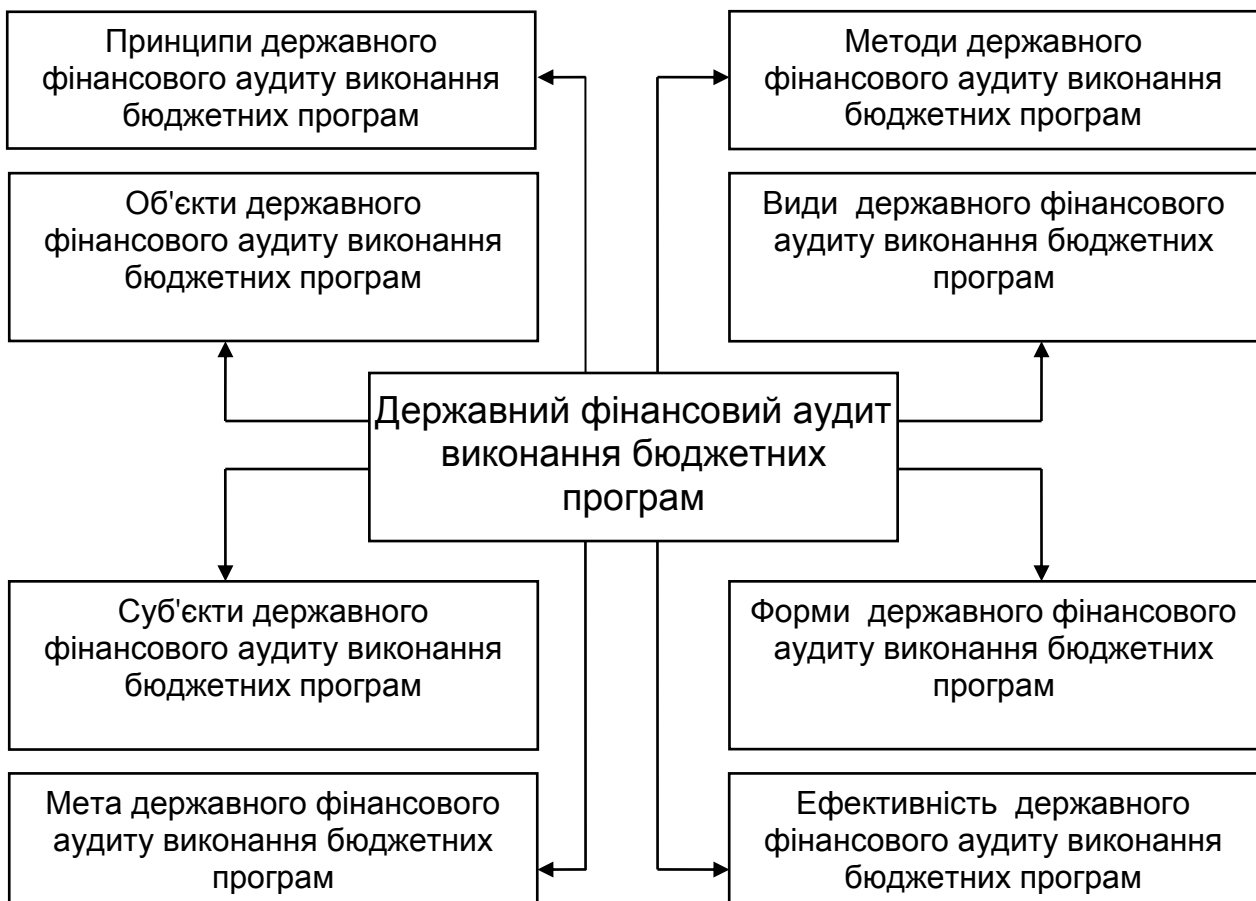 Принципи державного
фінансового аудиту виконання
бюджетних програм
Методи державного
фінансового аудиту виконання
бюджетних програм
Об'єкти державного
фінансового аудиту виконання
бюджетних програм
Види державного фінансового
аудиту виконання бюджетних
програм
Державний фінансовий аудит
виконання бюджетних
програм
Суб'єкти державного
фінансового аудиту виконання
бюджетних програм
Форми державного фінансового
аудиту виконання бюджетних
програм
Мета державного фінансового
аудиту виконання бюджетних
програм
Ефективність державного
фінансового аудиту виконання
бюджетних програм